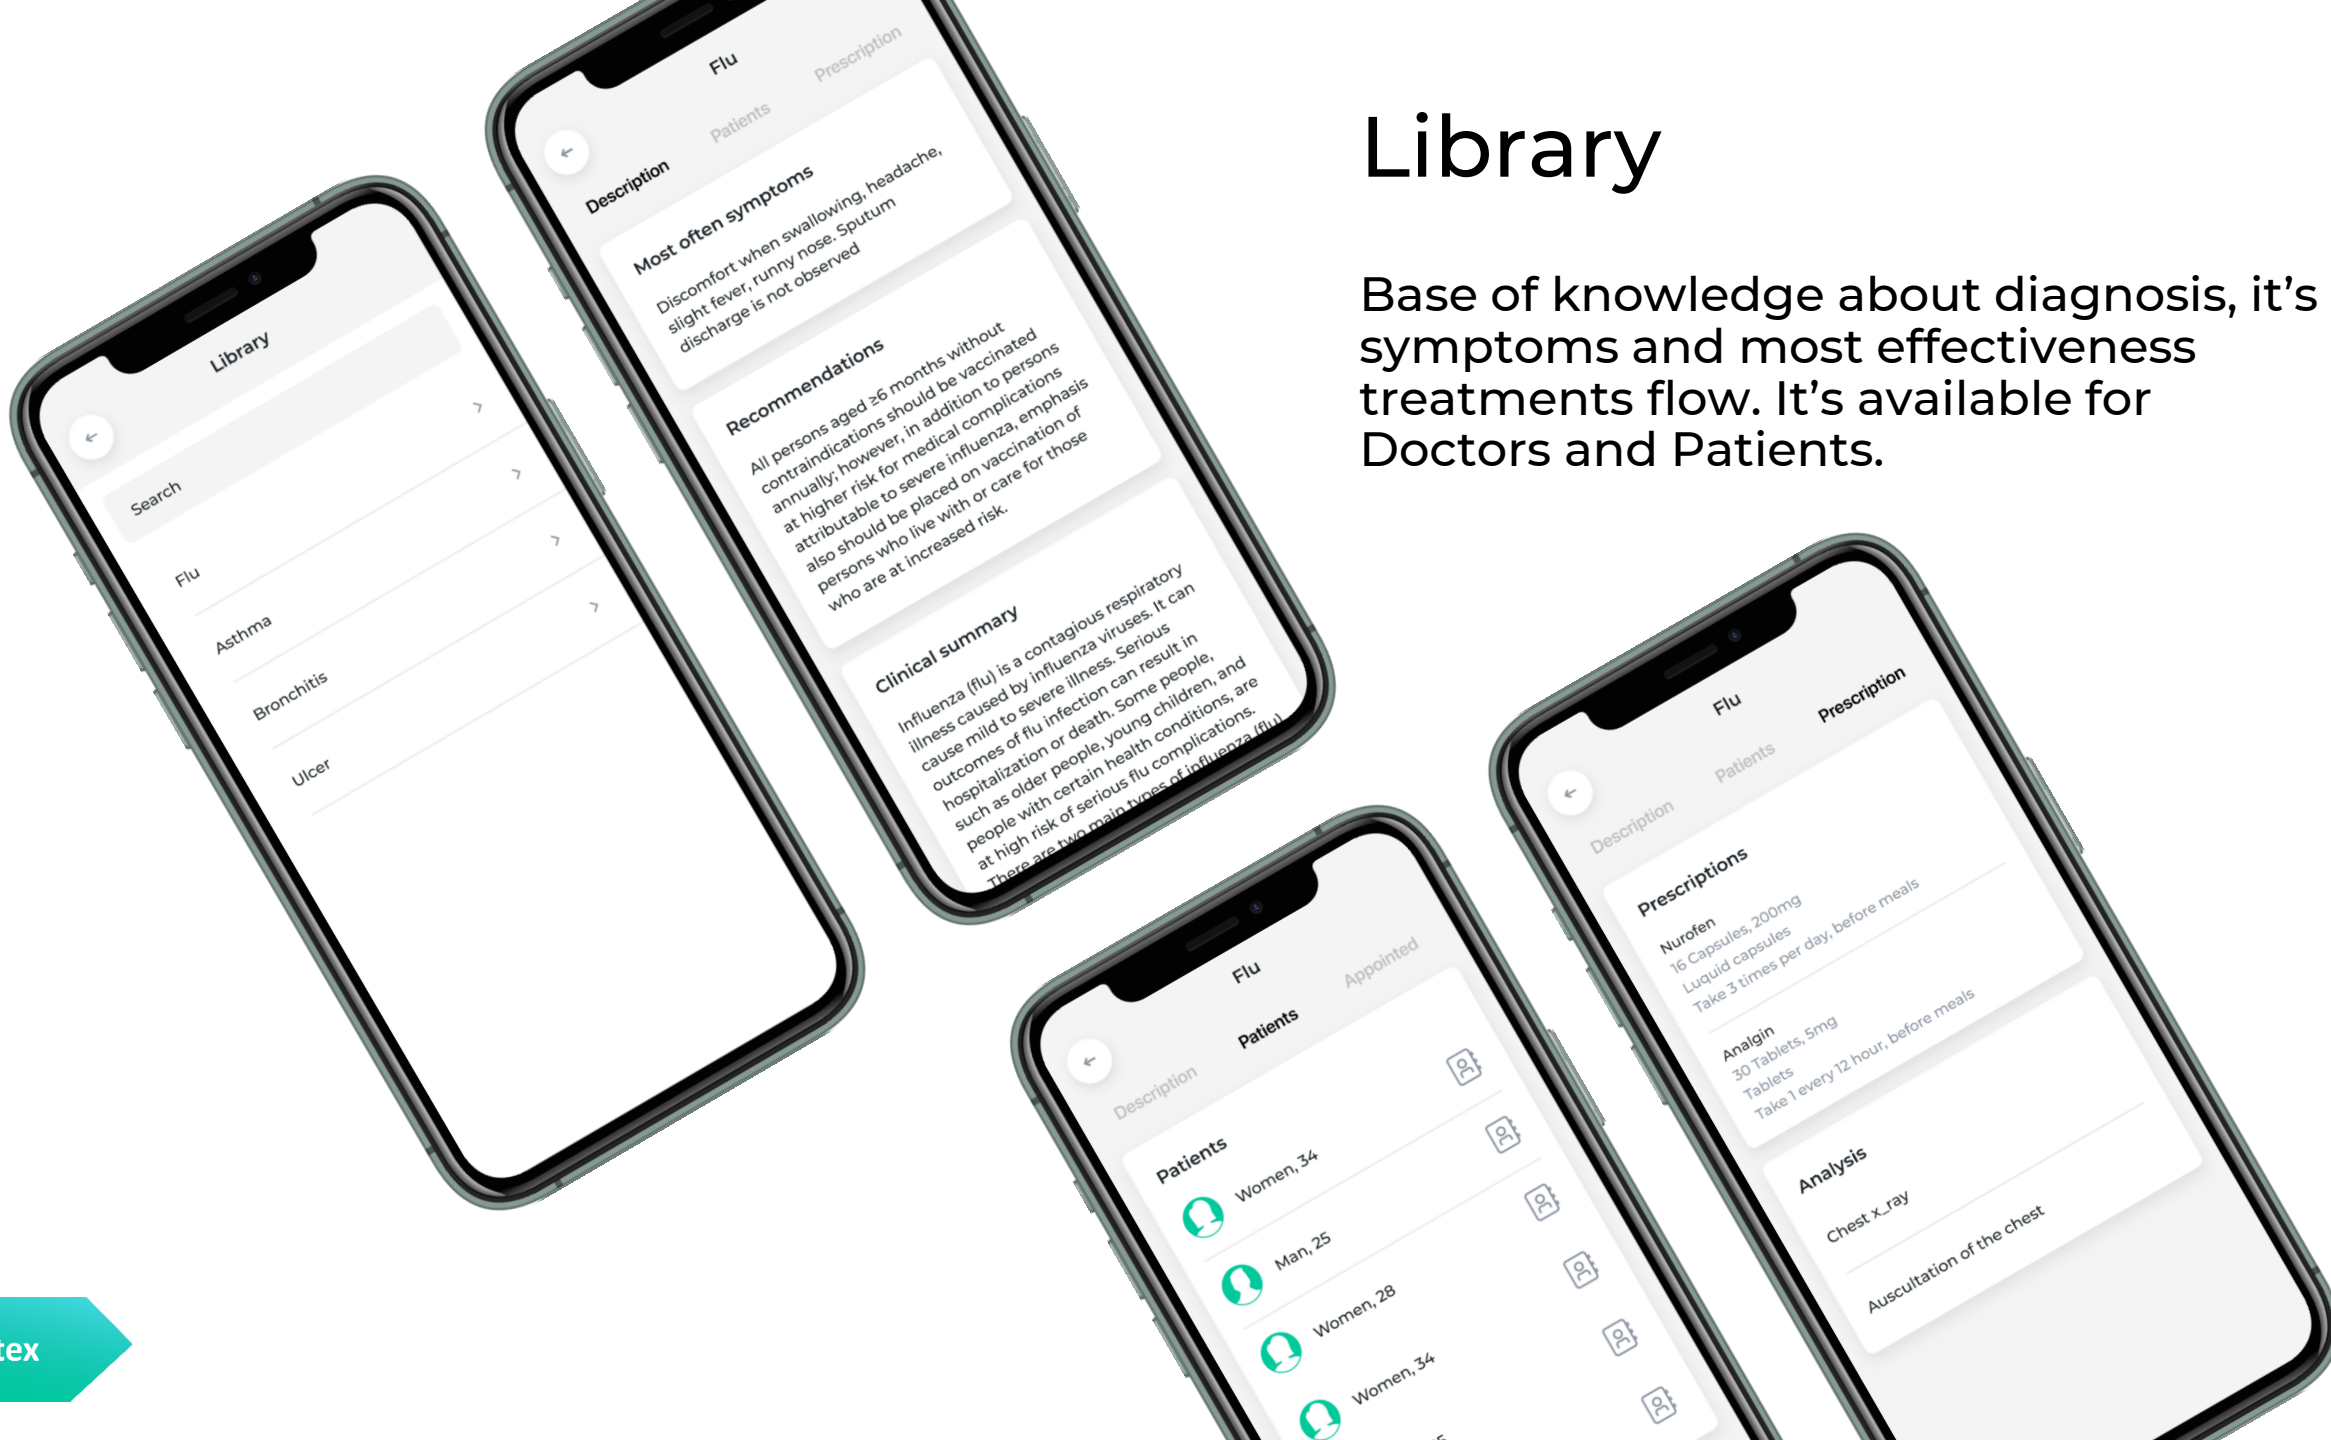 Library
Base of knowledge about diagnosis, it’s
symptoms and most effectiveness
treatments flow. It’s available for
Doctors and Patients.
Library
Search
Flu
Asthma
Bronchitis
Ulcer
Flu
Description
Patients
Prescription
Most often symptoms
Discomfort when swallowing, headache,
slight fever, runny nose. Sputum
discharge is not observed
Recommendations
All persons aged ≥6 months without
contraindications should be vaccinated
annually; however, in addition to persons
at higher risk for medical complications
attributable to severe influenza, emphasis
also should be placed on vaccination of
persons who live with or care for those
who are at increased risk.
Clinical summary
Influenza (flu) is a contagious respiratory
illness caused by influenza viruses. It can
cause mild to severe illness. Serious
outcomes of flu infection can result in
hospitalization or death. Some people,
such as older people, young children, and
people with certain health conditions, are
at high risk of serious flu complications.
There are two main types of influenza (flu)
Flu
Description
Patients
Appointed
Patients
Women, 34
Man, 25
Women, 28
Women, 34
Flu
Description
Patients
Prescription
Prescriptions
Nurofen
16 Capsules, 200mg
Luquid capsules
Take 3 times per day, before meals
Analgin
30 Tablets, 5mg
Tablets
Take 1 every 12 hour, before meals
Analysis
Chest x_ray
Auscultation of the chest
tex